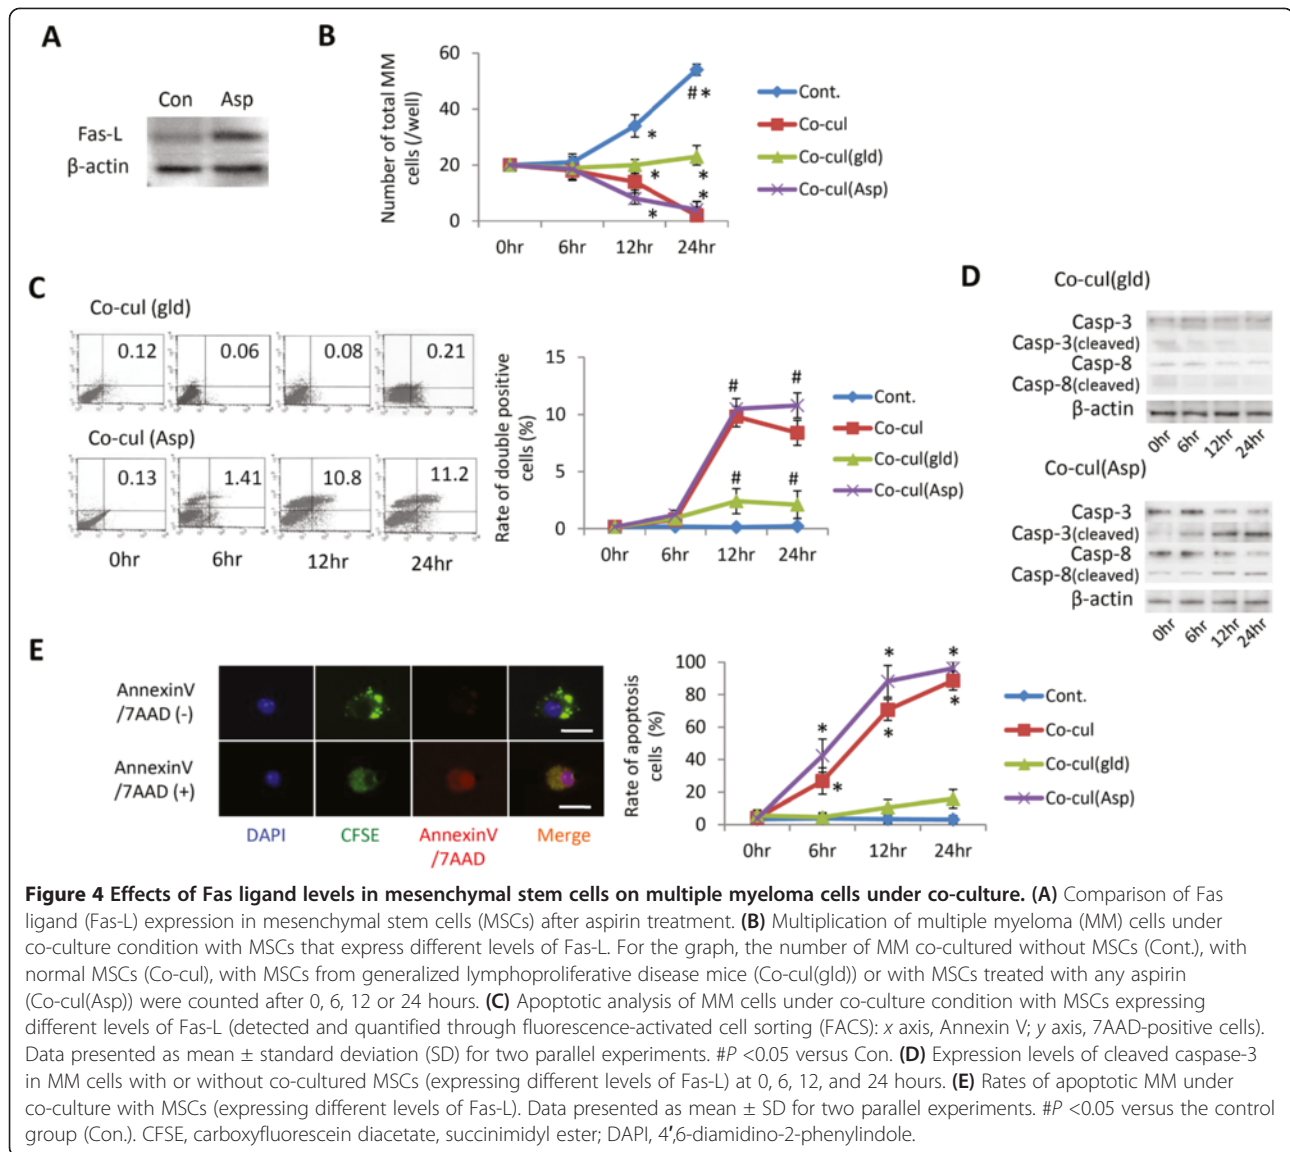 A
Con Asp
Fas-L
β-actin
B
Number of total MM
cells (/well)
60
40
20
0
0hr 6hr 12hr 24hr
*
*
*
# *
*
*
Cont.
Co-cul
Co-cul(gld)
Co-cul(Asp)
C
Co-cul (gld)
0.12 0.06 0.08 0.21
Co-cul (Asp)
0.13 1.41 10.8 11.2
0hr 6hr 12hr 24hr
Rate of double positive
cells (%)
15
10
5
0
0hr 6hr 12hr 24hr
# #
# #
Cont.
Co-cul
Co-cul(gld)
Co-cul(Asp)
D
Co-cul(gld)
Casp-3
Casp-3(cleaved)
Casp-8
Casp-8(cleaved)
β-actin
0hr 6hr 12hr 24hr
Co-cul(Asp)
Casp-3
Casp-3(cleaved)
Casp-8
Casp-8(cleaved)
β-actin
0hr 6hr 12hr 24hr
E
AnnexinV
/7AAD (-)
AnnexinV
/7AAD (+)
DAPI CFSE AnnexinV
/7AAD Merge
Rate of apoptosis
cells (%)
100
80
60
40
20
0
0hr 6hr 12hr 24hr
* * *
* * *
Cont.
Co-cul
Co-cul(gld)
Co-cul(Asp)
Figure 4 Effects of Fas ligand levels in mesenchymal stem cells on multiple myeloma cells under co-culture. (A) Comparison of Fas
ligand (Fas-L) expression in mesenchymal stem cells (MSCs) after aspirin treatment. (B) Multiplication of multiple myeloma (MM) cells under
co-culture condition with MSCs that express different levels of Fas-L. For the graph, the number of MM co-cultured without MSCs (Cont.), with
normal MSCs (Co-cul), with MSCs from generalized lymphoproliferative disease mice (Co-cul(gld)) or with MSCs treated with any aspirin
(Co-cul(Asp)) were counted after 0, 6, 12 or 24 hours. (C) Apoptotic analysis of MM cells under co-culture condition with MSCs expressing
different levels of Fas-L (detected and quantified through fluorescence-activated cell sorting (FACS): x axis, Annexin V; y axis, 7AAD-positive cells).
Data presented as mean ± standard deviation (SD) for two parallel experiments. #P <0.05 versus Con. (D) Expression levels of cleaved caspase-3
in MM cells with or without co-cultured MSCs (expressing different levels of Fas-L) at 0, 6, 12, and 24 hours. (E) Rates of apoptotic MM under
co-culture with MSCs (expressing different levels of Fas-L). Data presented as mean ± SD for two parallel experiments. #P <0.05 versus the control
group (Con.). CFSE, carboxyfluorescein diacetate, succinimidyl ester; DAPI, 4′,6-diamidino-2-phenylindole.